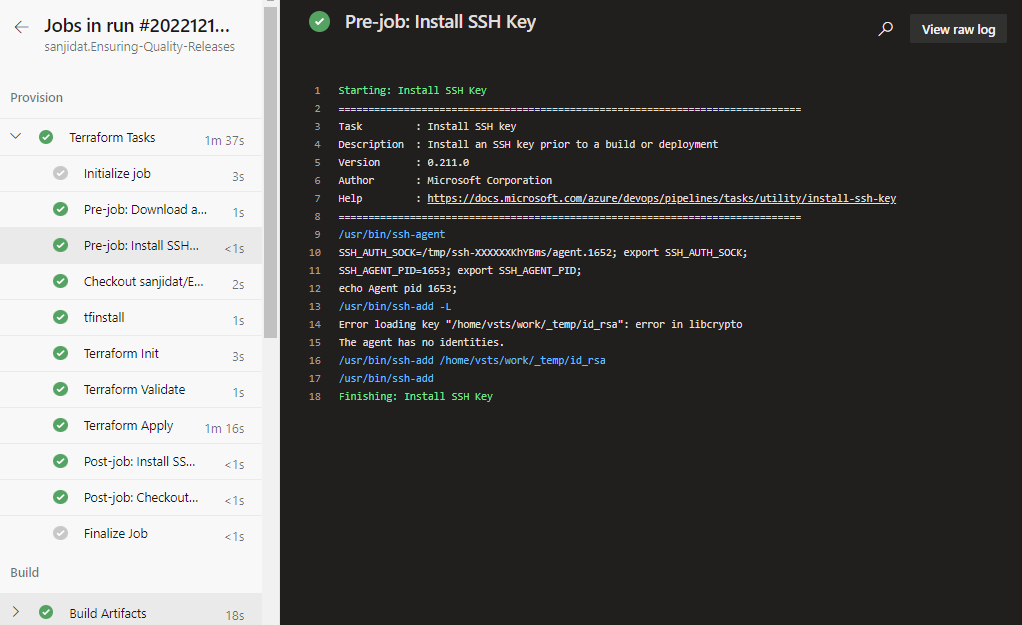 Jobs in run #2022121...
sanjidat.Ensuring-Quality-Releases
Provision
Terraform Tasks 1m 37s
Initialize job 3s
Pre-job: Download a... 1s
Pre-job: Install SSH... <1s
Checkout sanjidat/E... 2s
tfinstall 1s
Terraform Init 3s
Terraform Validate 1s
Terraform Apply 1m 16s
Post-job: Install SS... <1s
Post-job: Checkout... <1s
Finalize Job <1s
Build
Build Artifacts 18s
Pre-job: Install SSH Key
View raw log
1 Starting: Install SSH Key
2 ==============================================================================
3 Task : Install SSH key
4 Description : Install an SSH key prior to a build or deployment
5 Version : 0.211.0
6 Author : Microsoft Corporation
7 Help : https://docs.microsoft.com/azure/devops/pipelines/tasks/utility/install-ssh-key
8 ==============================================================================
9 /usr/bin/ssh-agent
10 SSH_AUTH_SOCK=/tmp/ssh-XXXXXXKhYBms/agent.1652; export SSH_AUTH_SOCK;
11 SSH_AGENT_PID=1653; export SSH_AGENT_PID;
12 echo Agent pid 1653;
13 /usr/bin/ssh-add -L
14 Error loading key "/home/vsts/work/_temp/id_rsa": error in libcrypto
15 The agent has no identities.
16 /usr/bin/ssh-add /home/vsts/work/_temp/id_rsa
17 /usr/bin/ssh-add
18 Finishing: Install SSH Key